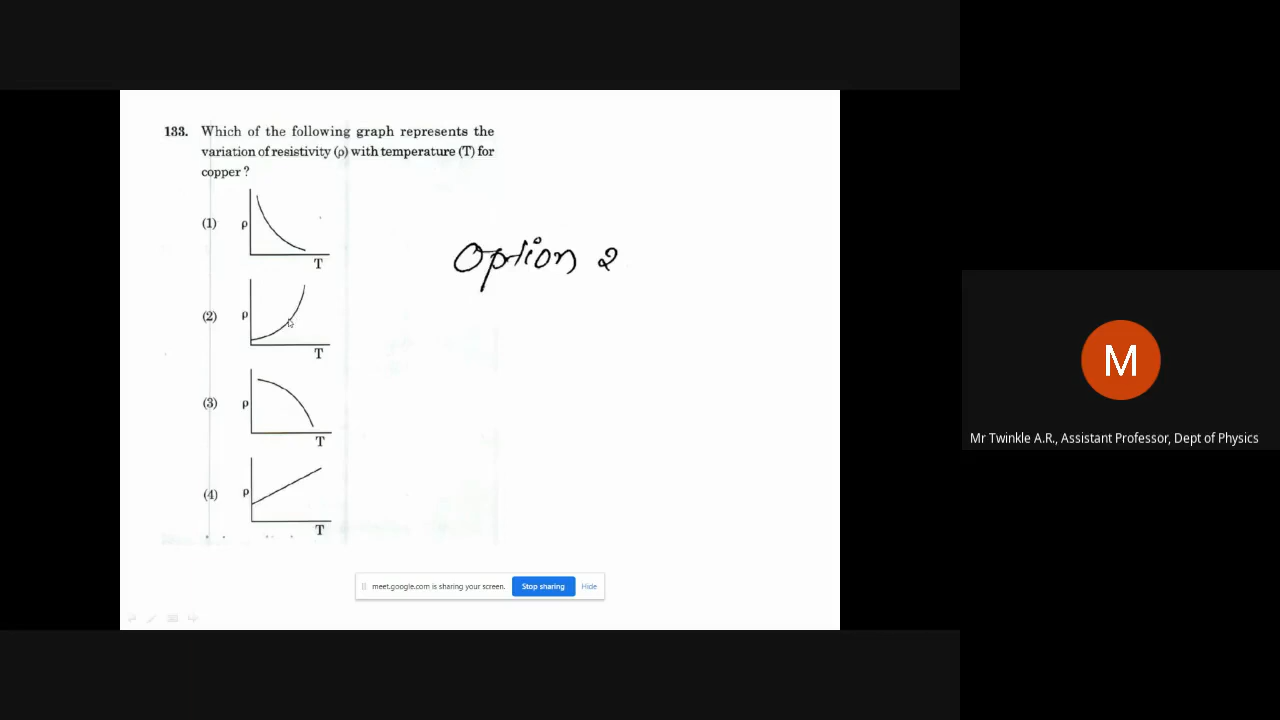 133. Which of the following graph represents the
variation of resistivity (ρ) with temperature (T) for
copper ?
(1) ρ T
(2) ρ T
(3) ρ T
(4) ρ T
Option 2
meet.google.com is sharing your screen. Stop sharing Hide
M
Mr Twinkle A.R., Assistant Professor, Dept of Physics